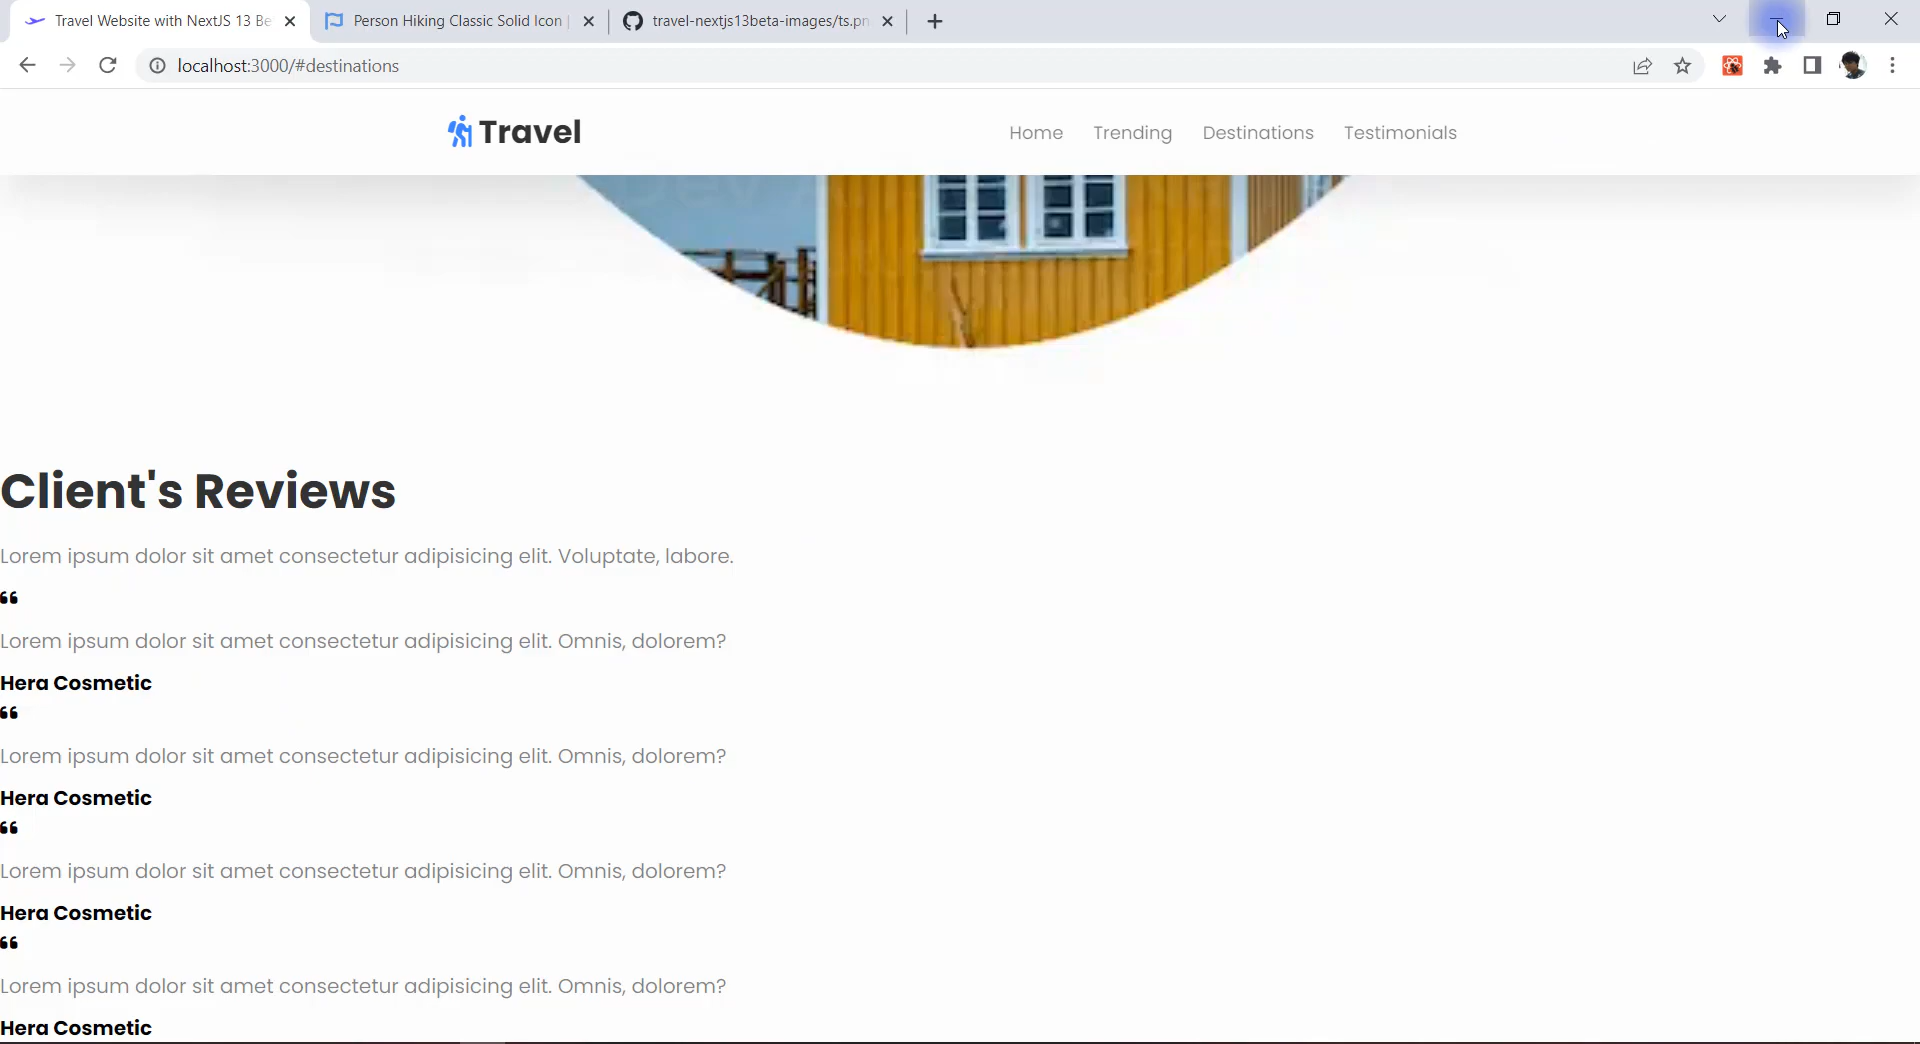 Travel Website with NextJS 13 Be
Person Hiking Classic Solid Icon |
travel-nextjs13beta-images/ts.pn
localhost:3000/#destinations
Travel
Home
Trending
Destinations
Testimonials
Client's Reviews
Lorem ipsum dolor sit amet consectetur adipisicing elit. Voluptate, labore.
“
Lorem ipsum dolor sit amet consectetur adipisicing elit. Omnis, dolorem?
Hera Cosmetic
“
Lorem ipsum dolor sit amet consectetur adipisicing elit. Omnis, dolorem?
Hera Cosmetic
“
Lorem ipsum dolor sit amet consectetur adipisicing elit. Omnis, dolorem?
Hera Cosmetic
“
Lorem ipsum dolor sit amet consectetur adipisicing elit. Omnis, dolorem?
Hera Cosmetic